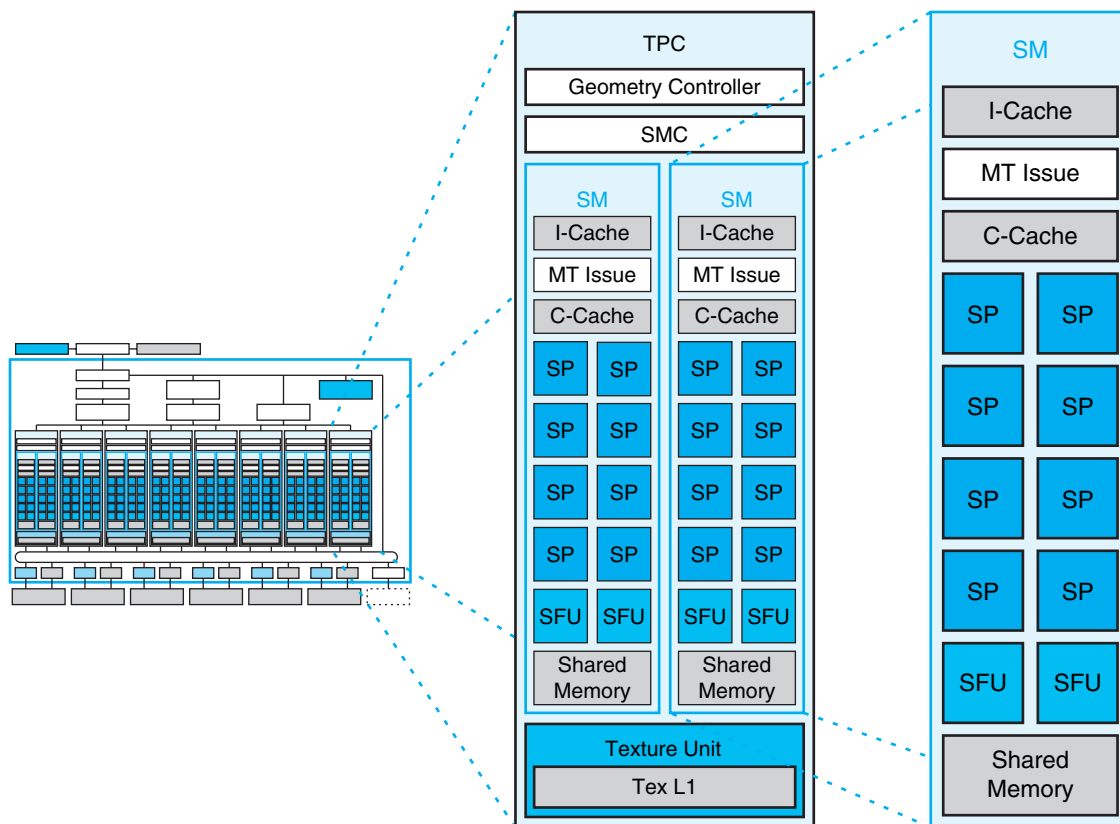 TPC
Geometry Controller
SMC
SM
I-Cache
MT Issue
C-Cache
SP SP
SP SP
SP SP
SP SP
SFU SFU
Shared
Memory
SM
I-Cache
MT Issue
C-Cache
SP SP
SP SP
SP SP
SP SP
SFU SFU
Shared
Memory
Texture Unit
Tex L1
SM
I-Cache
MT Issue
C-Cache
SP SP
SP SP
SP SP
SP SP
SFU SFU
Shared
Memory